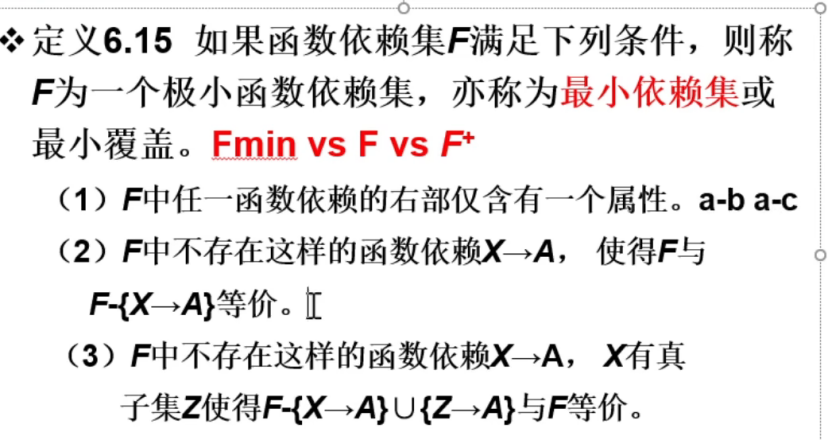 ❖ 定义6.15 如果函数依赖集F满足下列条件，则称
F为一个极小函数依赖集，亦称为最小依赖集或
最小覆盖。Fmin vs F vs F⁺
（1）F中任一函数依赖的右部仅含有一个属性。a-b a-c
（2）F中不存在这样的函数依赖X→A， 使得F与
F-{X→A}等价。
（3）F中不存在这样的函数依赖X→A， X有真
子集Z使得F-{X→A}∪{Z→A}与F等价。